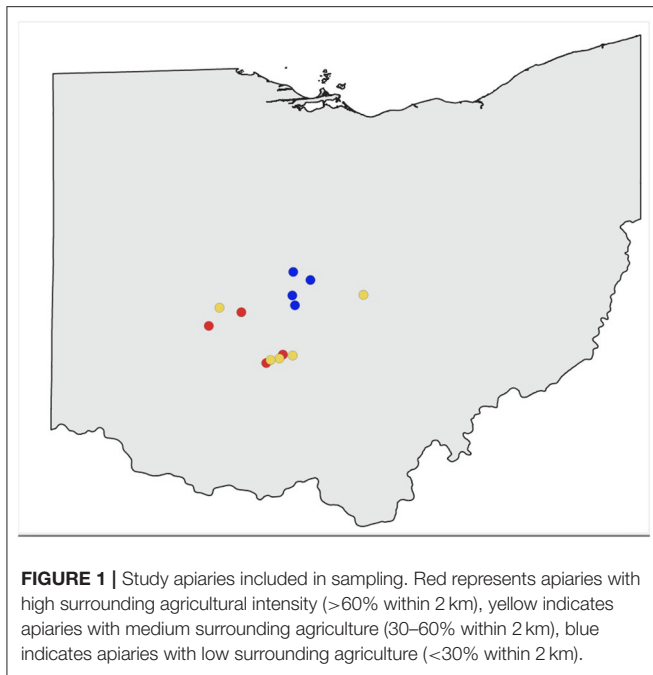 FIGURE 1 | Study apiaries included in sampling. Red represents apiaries with
high surrounding agricultural intensity (>60% within 2 km), yellow indicates
apiaries with medium surrounding agriculture (30–60% within 2 km), blue
indicates apiaries with low surrounding agriculture (<30% within 2 km).